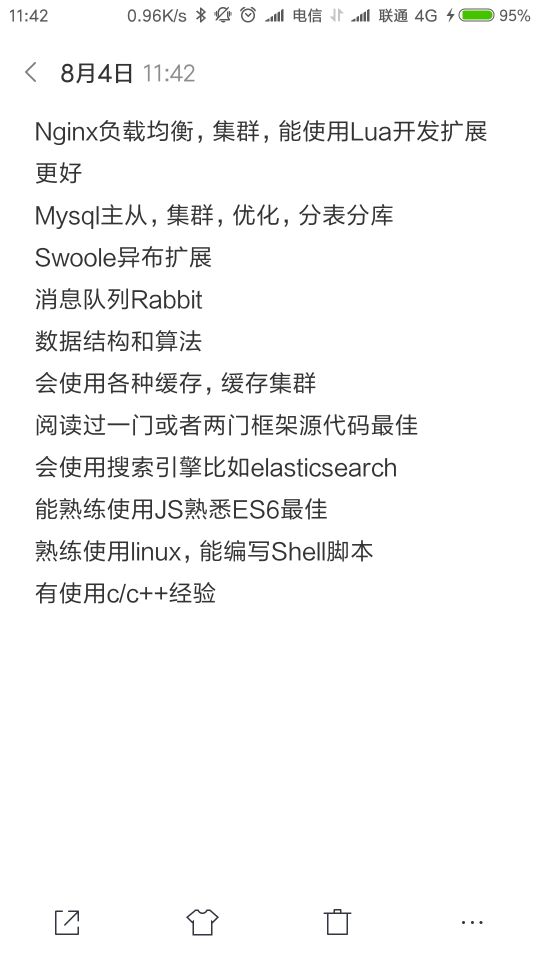 11:42 0.96K/s 电信 联通 4G 95%
8月4日 11:42
Nginx负载均衡，集群，能使用Lua开发扩展
更好
Mysql主从，集群，优化，分表分库
Swoole异布扩展
消息队列Rabbit
数据结构和算法
会使用各种缓存，缓存集群
阅读过一门或者两门框架源代码最佳
会使用搜索引擎比如elasticsearch
能熟练使用JS熟悉ES6最佳
熟练使用linux，能编写Shell脚本
有使用c/c++经验